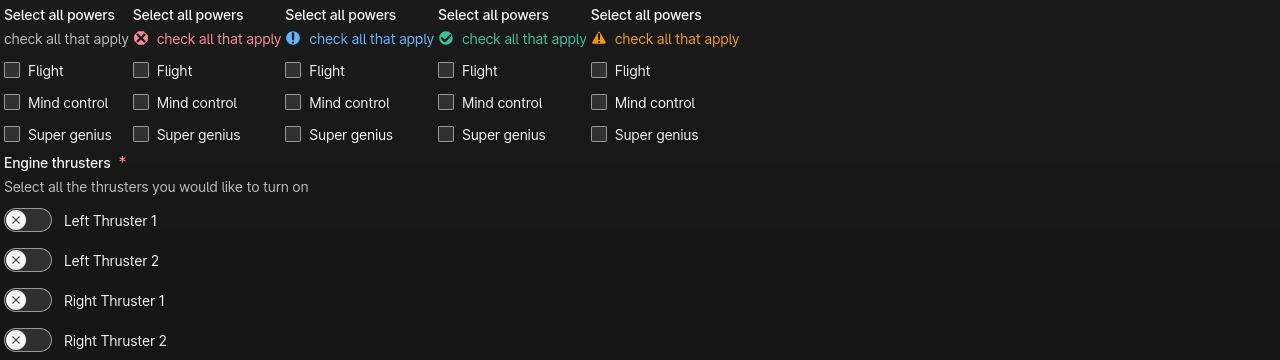 Select all powers Select all powers Select all powers Select all powers Select all powers
check all that apply check all that apply check all that apply check all that apply check all that apply
Flight Flight Flight Flight Flight
Mind control Mind control Mind control Mind control Mind control
Super genius Super genius Super genius Super genius Super genius
Engine thrusters *
Select all the thrusters you would like to turn on
Left Thruster 1
Left Thruster 2
Right Thruster 1
Right Thruster 2